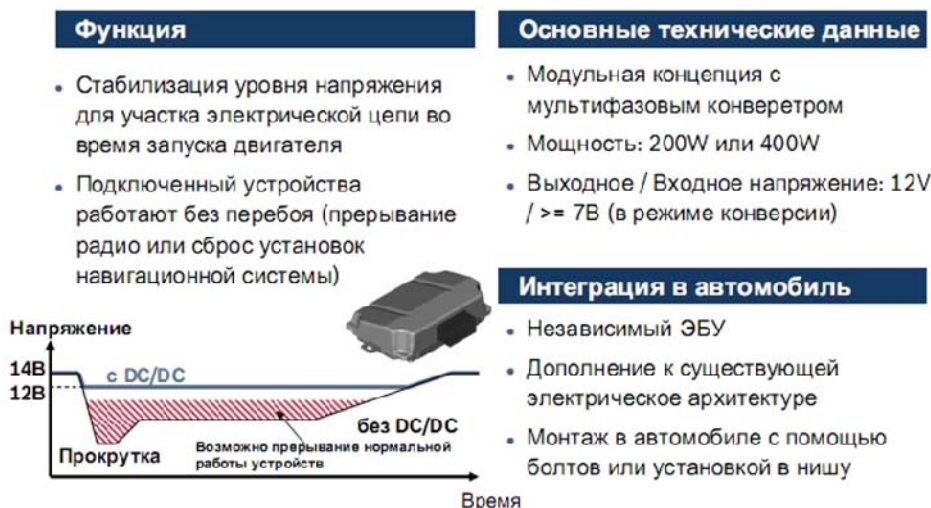 Функция
• Стабилизация уровня напряжения
для участка электрической цепи во
время запуска двигателя
• Подключенный устройства
работают без перебоя (прерывание
радио или сброс установок
навигационной системы)
Напряжение
14В
12В
с DC/DC
без DC/DC
Прокрутка
Возможно прерывание нормальной
работы устройств
Время
Основные технические данные
• Модульная концепция с
мультифазовым конверетром
• Мощность: 200W или 400W
• Выходное / Входное напряжение: 12V
/ >= 7В (в режиме конверсии)
Интеграция в автомобиль
• Независимый ЭБУ
• Дополнение к существующей
электрическое архитектуре
• Монтаж в автомобиле с помощью
болтов или установкой в нишу